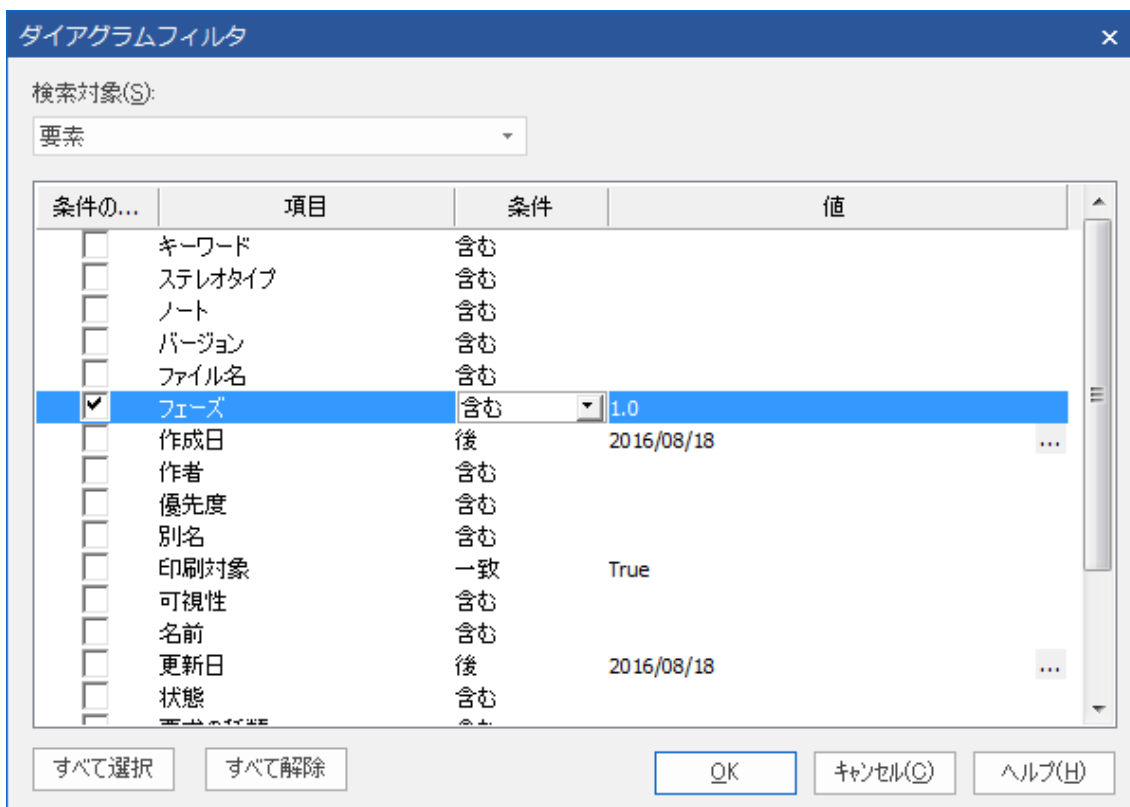 ダイアグラムフィルタ
検索対象(S):
要素
条件の... 項目 条件 値
キーワード 含む
ステレオタイプ 含む
ノート 含む
バージョン 含む
ファイル名 含む
フェーズ 含む 1.0
作成日 後 2016/08/18 ...
作者 含む
優先度 含む
別名 含む
印刷対象 一致 True
可視性 含む
名前 含む
更新日 後 2016/08/18 ...
状態 含む
すべて選択 すべて解除 OK キャンセル(C) ヘルプ(H)